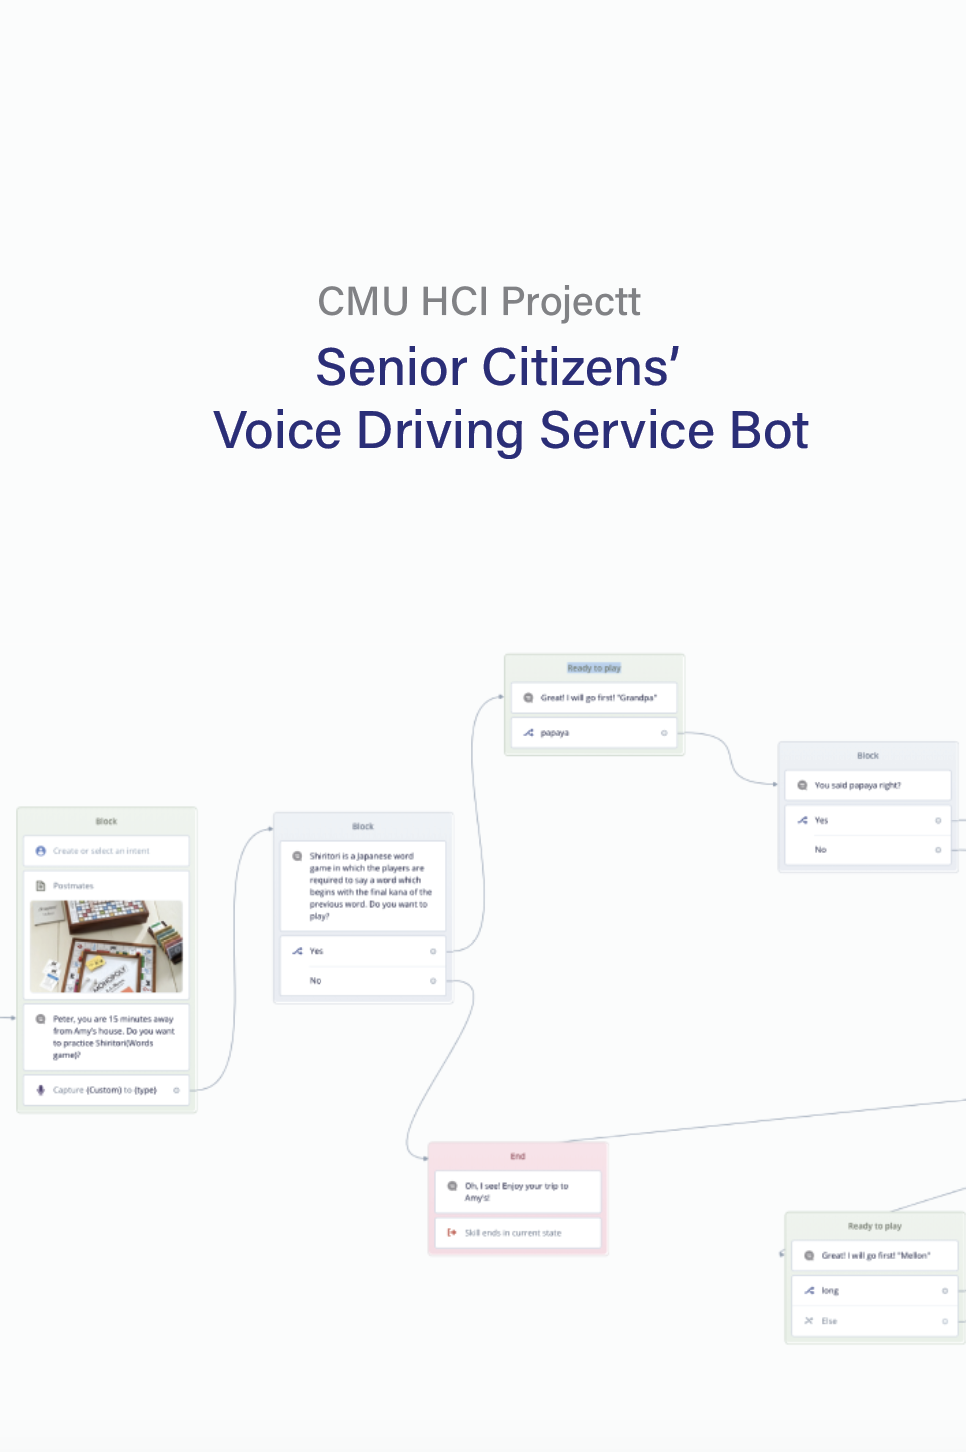 CMU HCI Projectt
Senior Citizens’
Voice Driving Service Bot
Ready to play
Great! I will go first! "Grandpa"
papaya
Block
You said papaya right?
Yes
No
Block
Create or select an intent
Postmates
MONOPOLY
Peter, you are 15 minutes away
from Amy's house. Do you want
to practice Shiritori(Words
game)?
Capture {Custom} to {type}
Block
Shiritori is a Japanese word
game in which the players are
required to say a word which
begins with the final kana of the
previous word. Do you want to
play?
Yes
No
End
Oh, I see! Enjoy your trip to
Amy's!
Skill ends in current state
Ready to play
Great! I will go first! "Mellon"
long
Else